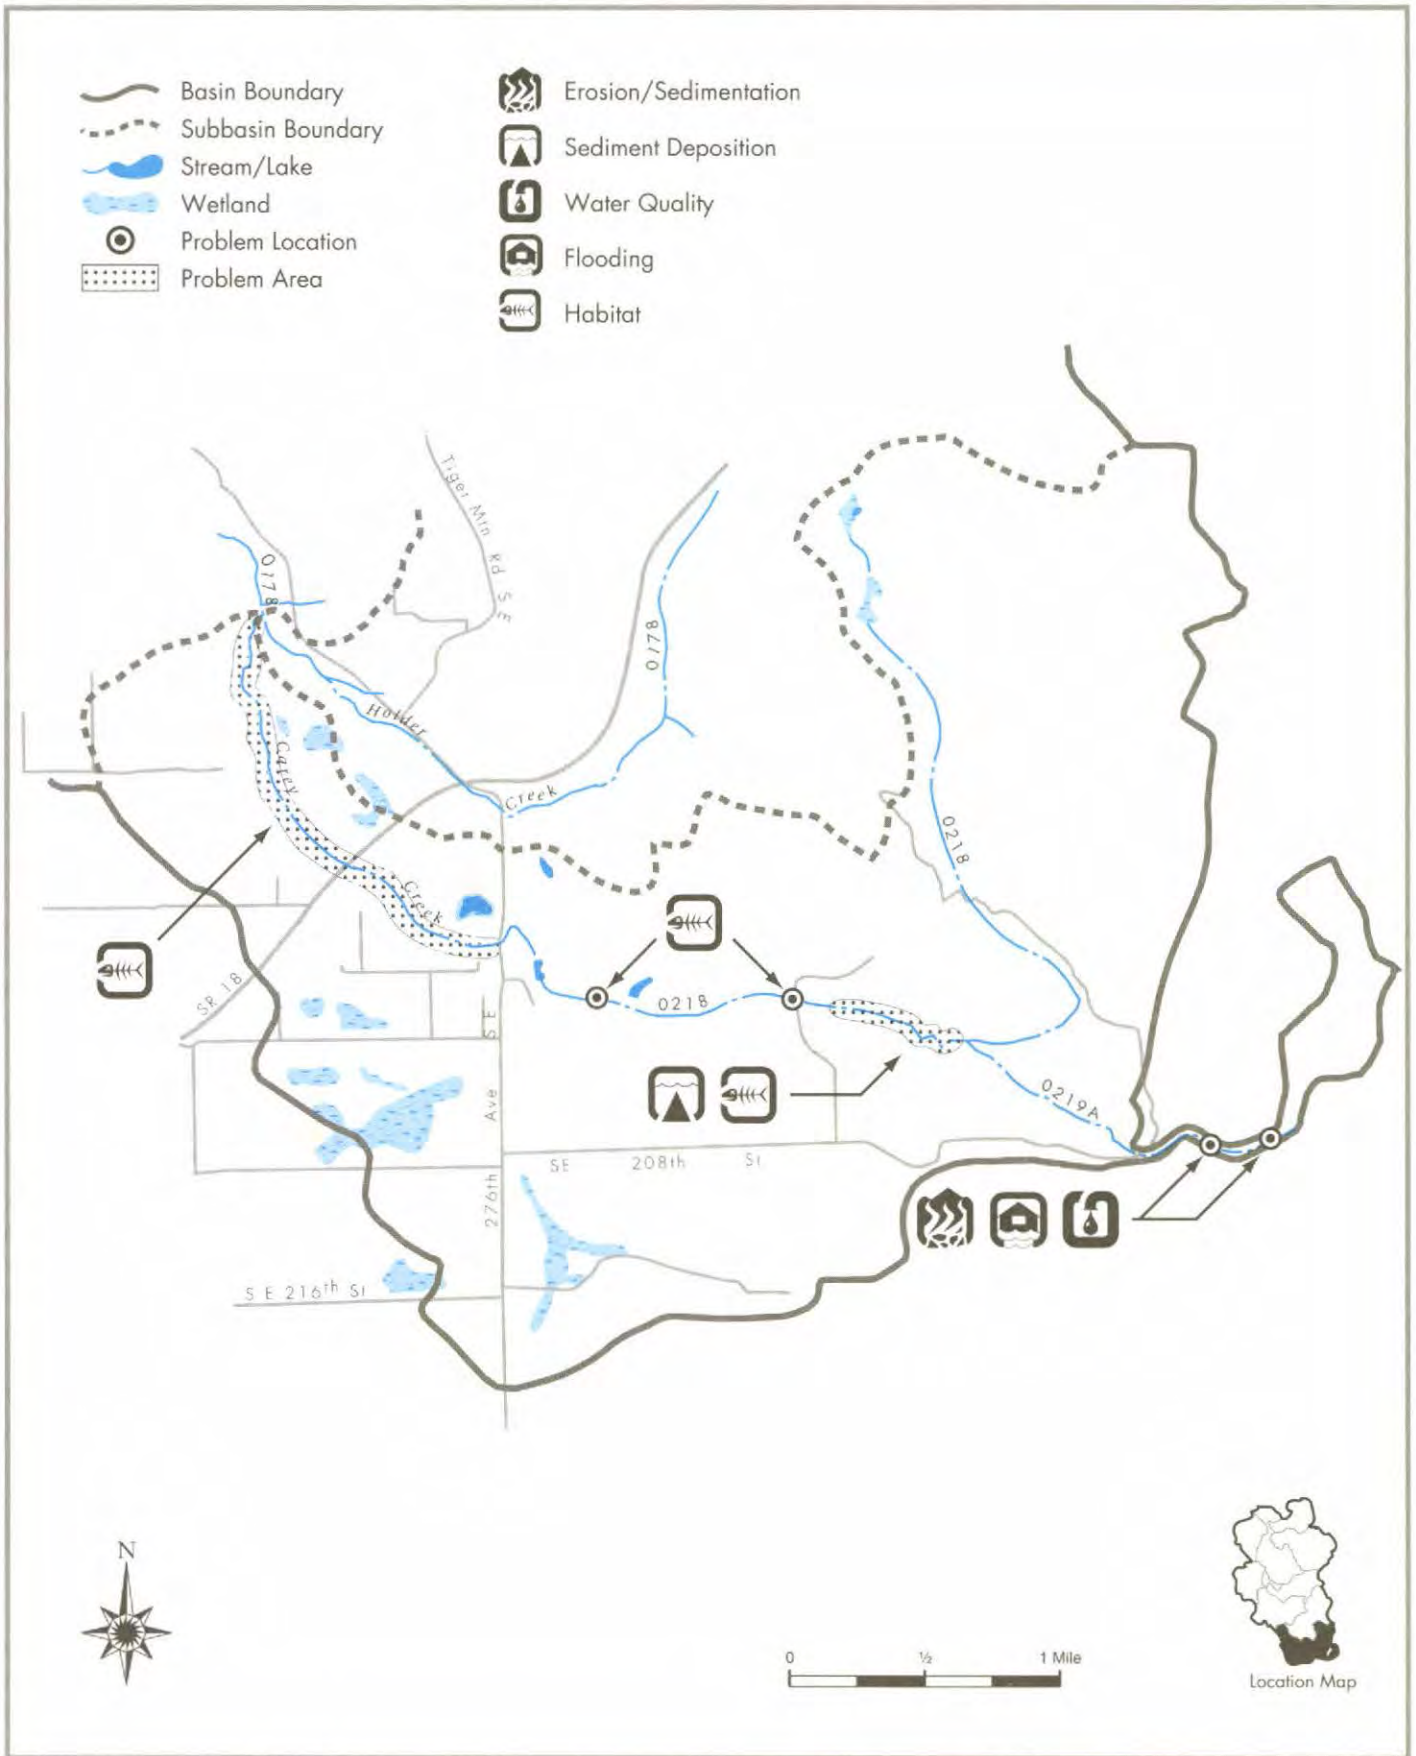 Basin Boundary
Subbasin Boundary
Stream/Lake
Wetland
Problem Location
Problem Area
Erosion/Sedimentation
Sediment Deposition
Water Quality
Flooding
Habitat
Tiger Mtn Rd SE
0178
0178
Holder
Creek
Carey
Creek
0218
SR 18
0218
0219A
SE
Ave
276th
SE 208th St
S E 216th St
N
0 ½ 1 Mile
Location Map